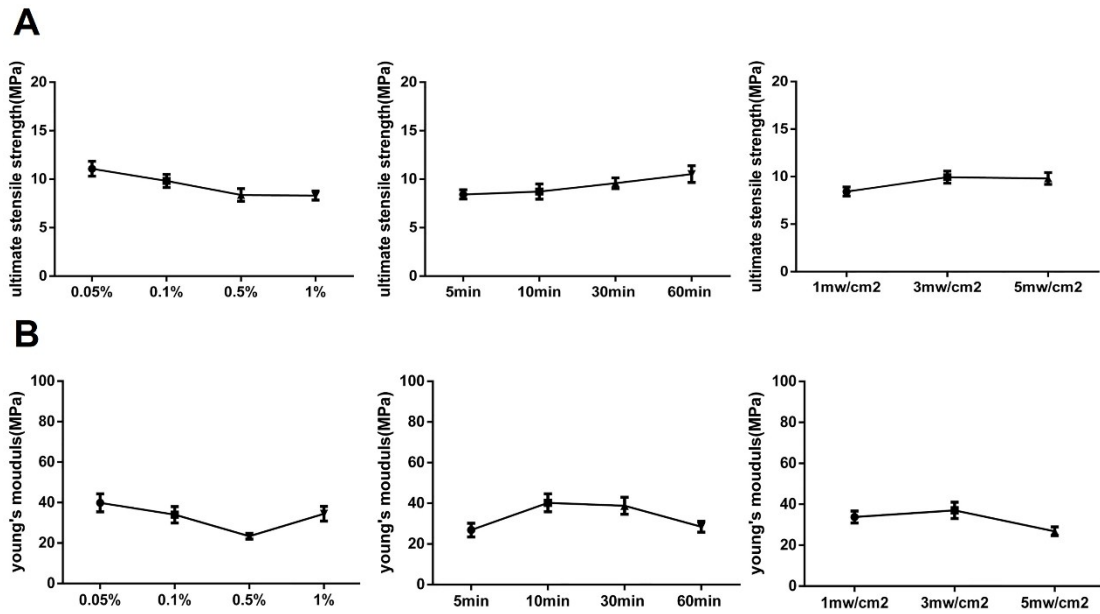 A
ultimate stensile strength(MPa)
20
15
10
5
0
0.05% 0.1% 0.5% 1%
ultimate stensile strength(MPa)
20
15
10
5
0
5min 10min 30min 60min
ultimate stensile strength(MPa)
20
15
10
5
0
1mw/cm2 3mw/cm2 5mw/cm2
B
young's mouduls(MPa)
100
80
60
40
20
0
0.05% 0.1% 0.5% 1%
young's mouduls(MPa)
100
80
60
40
20
0
5min 10min 30min 60min
young's mouduls(MPa)
100
80
60
40
20
0
1mw/cm2 3mw/cm2 5mw/cm2